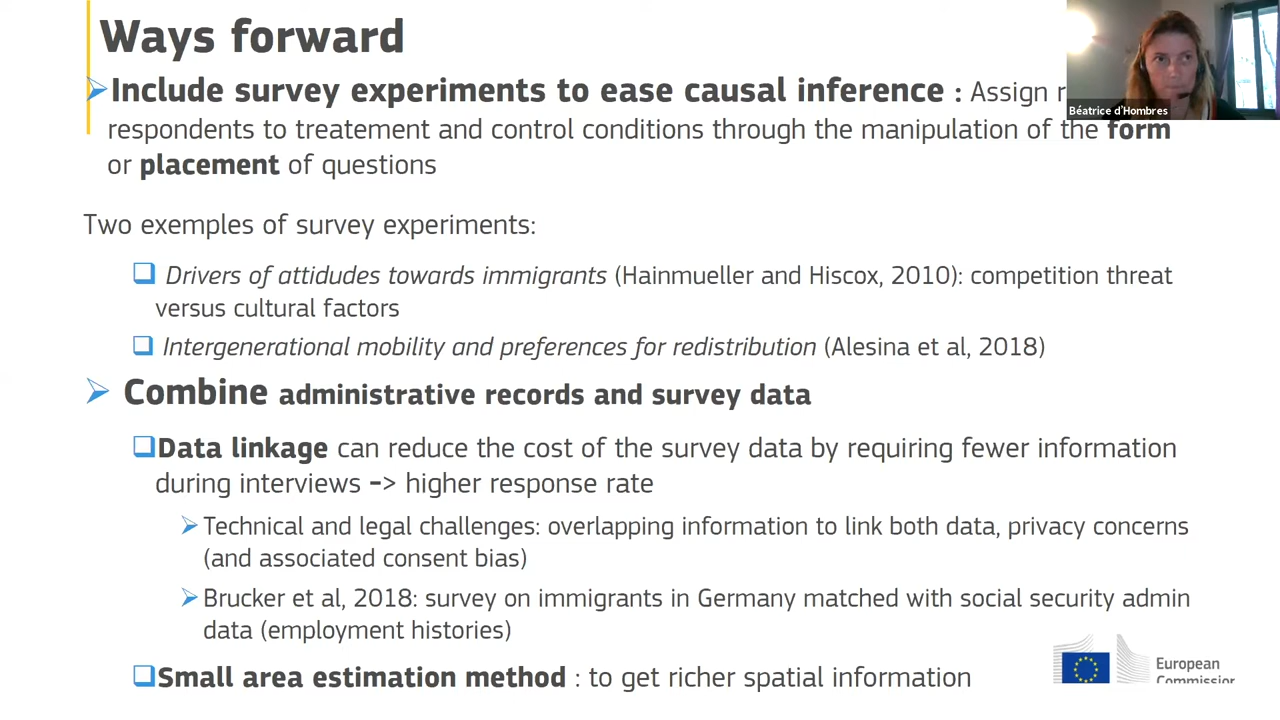 Ways forward
Include survey experiments to ease causal inference : Assign r
Béatrice d'Hombres
respondents to treatement and control conditions through the manipulation of the form
or placement of questions
Two examples of survey experiments:
Drivers of attidudes towards immigrants (Hainmueller and Hiscox, 2010): competition threat
versus cultural factors
Intergenerational mobility and preferences for redistribution (Alesina et al, 2018)
Combine administrative records and survey data
Data linkage can reduce the cost of the survey data by requiring fewer information
during interviews –> higher response rate
Technical and legal challenges: overlapping information to link both data, privacy concerns
(and associated consent bias)
Brucker et al, 2018: survey on immigrants in Germany matched with social security admin
data (employment histories)
Small area estimation method : to get richer spatial information
European
Commission